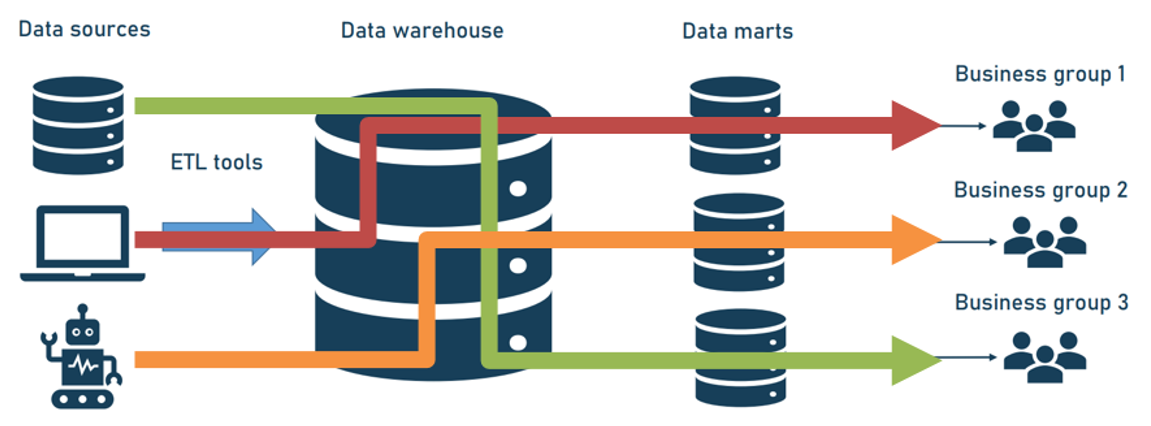 Data sources
Data warehouse
Data marts
Business group 1
ETL tools
Business group 2
Business group 3